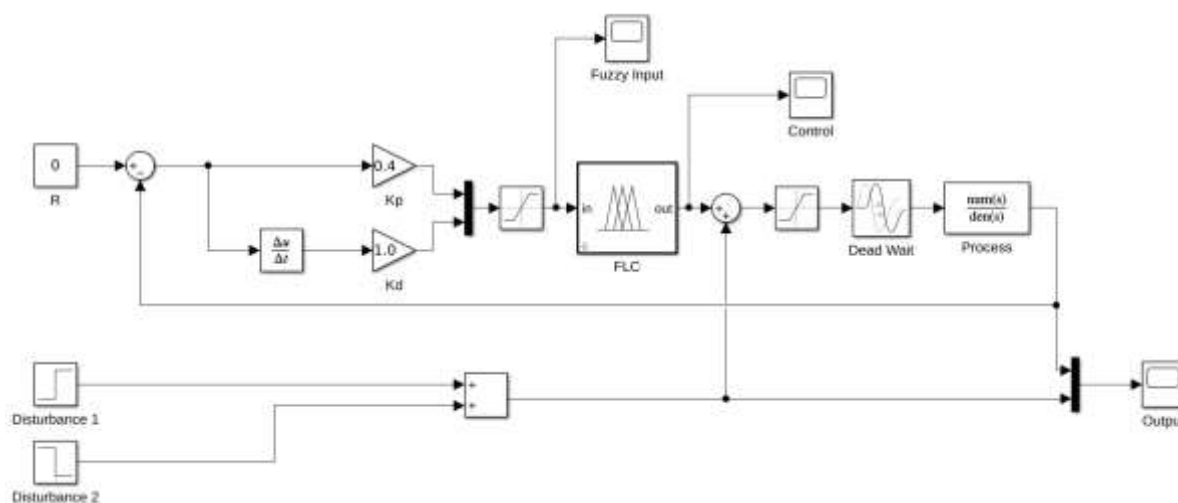 Fuzzy Input
Control
0
R
+
-
0.4
Kp
Δu
Δt
1.0
Kd
in
out
FLC
+
+
Dead Wait
num(s)
den(s)
Process
Disturbance 1
+
+
Disturbance 2
Outpu